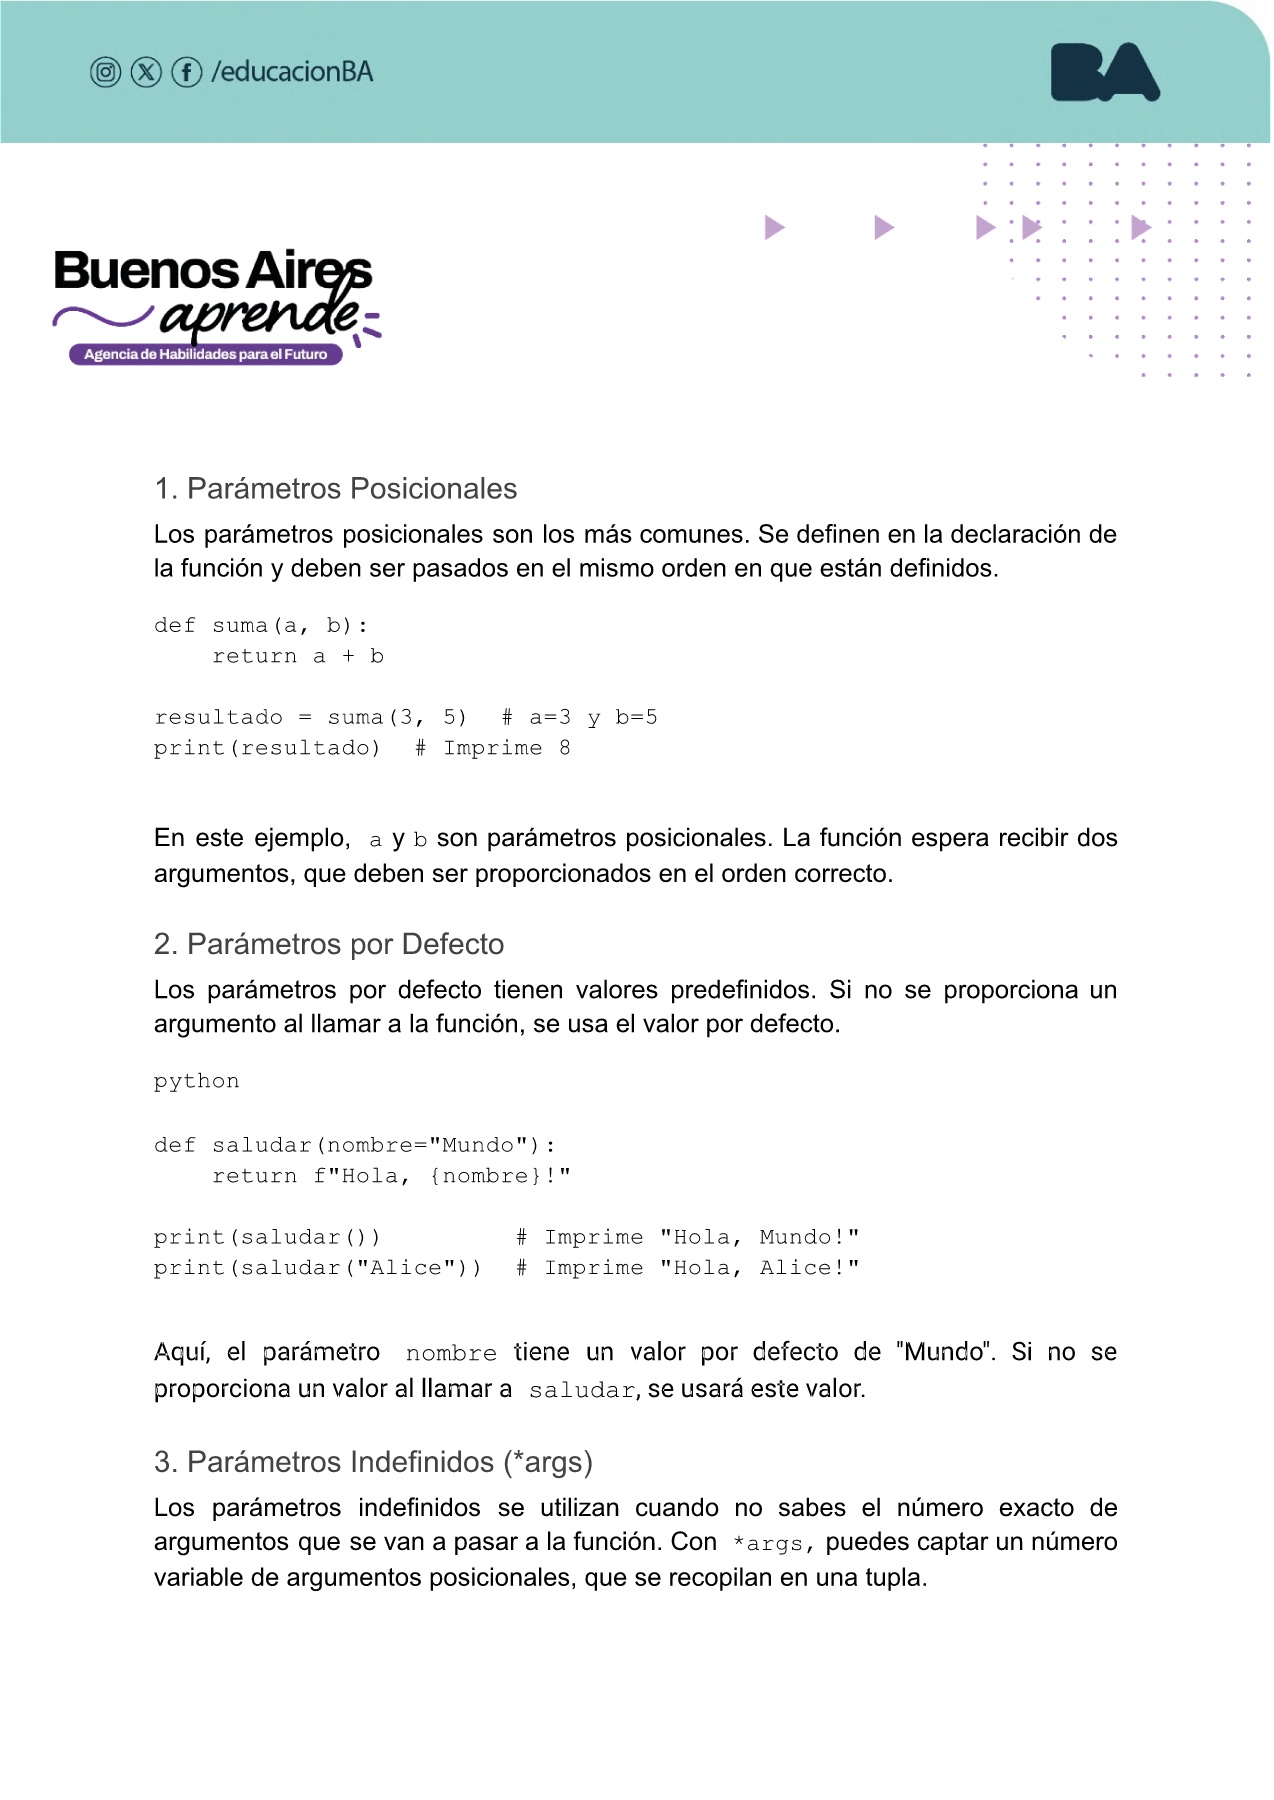 /educacionBA
BA
Buenos Aires
aprende
Agencia de Habilidades para el Futuro
1. Parámetros Posicionales
Los parámetros posicionales son los más comunes. Se definen en la declaración de
la función y deben ser pasados en el mismo orden en que están definidos.
def suma(a, b):
    return a + b
resultado = suma(3, 5)  # a=3 y b=5
print(resultado)  # Imprime 8
En este ejemplo, a y b son parámetros posicionales. La función espera recibir dos
argumentos, que deben ser proporcionados en el orden correcto.
2. Parámetros por Defecto
Los parámetros por defecto tienen valores predefinidos. Si no se proporciona un
argumento al llamar a la función, se usa el valor por defecto.
python
def saludar(nombre="Mundo"):
    return f"Hola, {nombre}!"
print(saludar())         # Imprime "Hola, Mundo!"
print(saludar("Alice"))  # Imprime "Hola, Alice!"
Aquí, el parámetro nombre tiene un valor por defecto de "Mundo". Si no se
proporciona un valor al llamar a saludar, se usará este valor.
3. Parámetros Indefinidos (*args)
Los parámetros indefinidos se utilizan cuando no sabes el número exacto de
argumentos que se van a pasar a la función. Con *args, puedes captar un número
variable de argumentos posicionales, que se recopilan en una tupla.